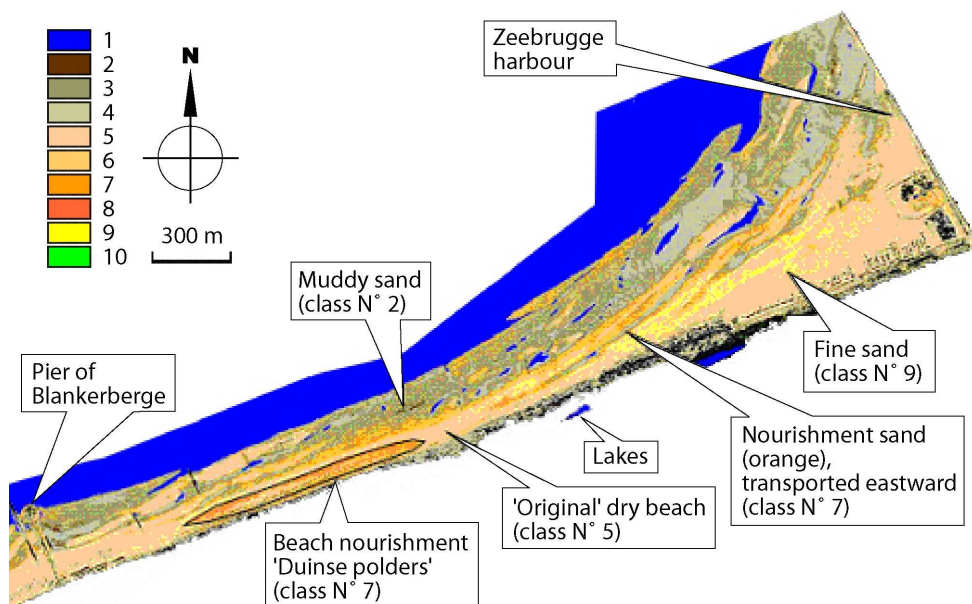 1
2
3
4
5
6
7
8
9
10
N
300 m
Zeebrugge
harbour
Muddy sand
(class N˚ 2)
Pier of
Blankerberge
Fine sand
(class N˚ 9)
Lakes
Nourishment sand
(orange),
transported eastward
(class N˚ 7)
'Original' dry beach
(class N˚ 5)
Beach nourishment
'Duinse polders'
(class N˚ 7)